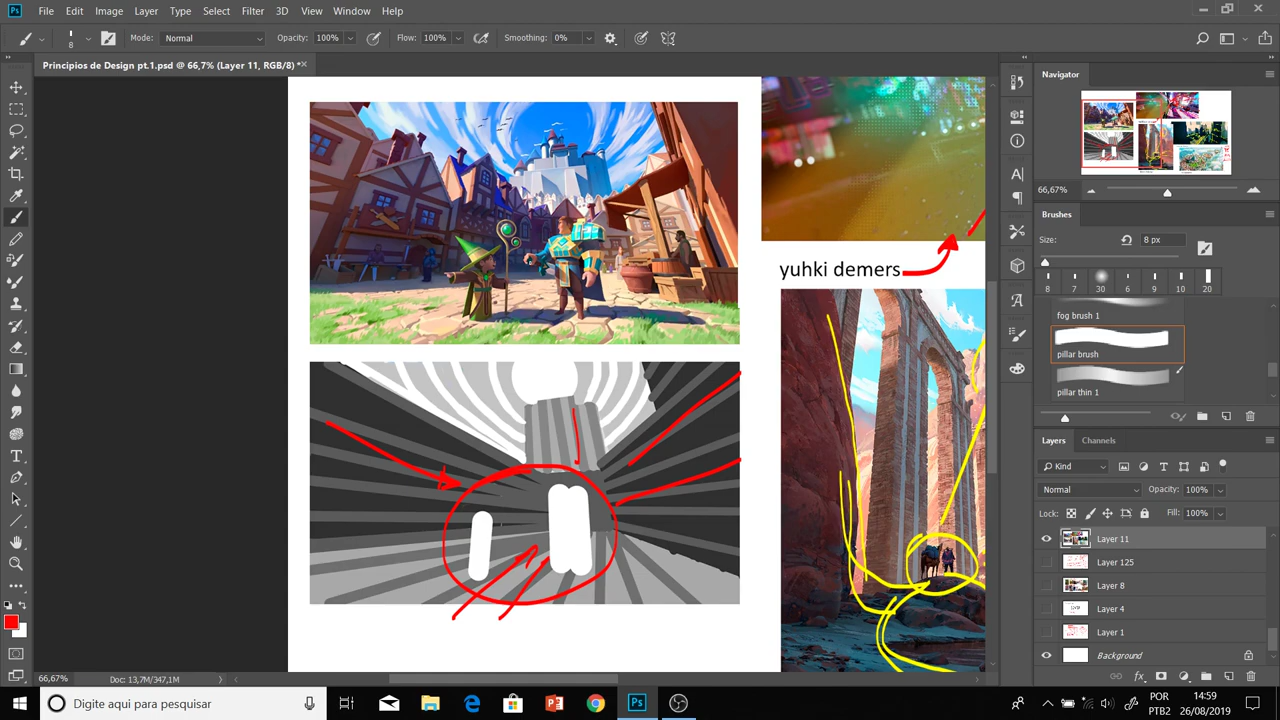 Ps File Edit Image Layer Type Select Filter 3D View Window Help
8 Mode: Normal Opacity: 100% Flow: 100% Smoothing: 0%
Principios de Design pt.1.psd @ 66,7% (Layer 11, RGB/8) *
yuhki demers
66,67% Doc: 13,7M/347,1M
Navigator
66,67%
Brushes
Size: 8 px
8 7 30 6 9 10 20
fog brush 1
pillar brush
pillar thin 1
Layers Channels
Kind
Normal Opacity: 100%
Lock: Fill: 100%
Layer 11
Layer 125
Layer 8
Layer 4
Layer 1
Background
Digite aqui para pesquisar
POR
PTB2
14:59
26/08/2019